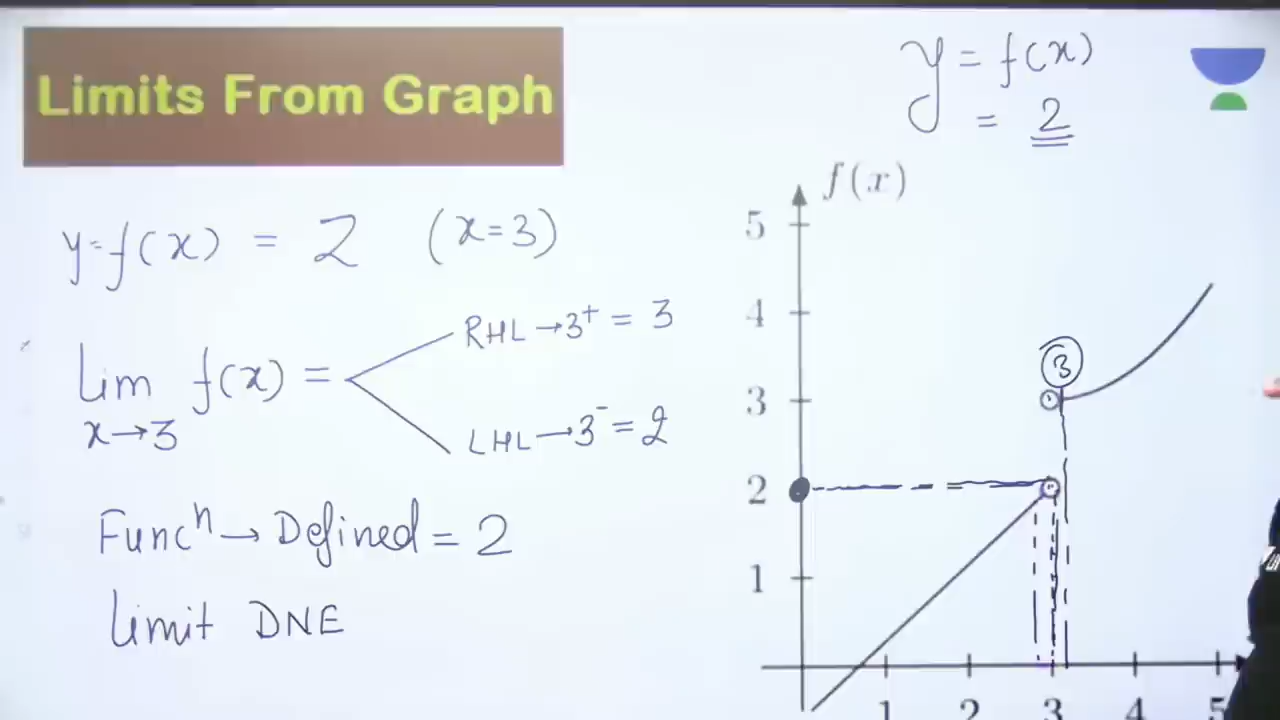 Limits From Graph
y = f(x)
= 2
y=f(x) = 2 (x=3)
lim f(x) =
x→3
RHL → 3⁺ = 3
LHL → 3⁻ = 2
Funcⁿ → Defined = 2
Limit DNE
f(x)
5
4
3
3
2
1
1 2 3 4 5